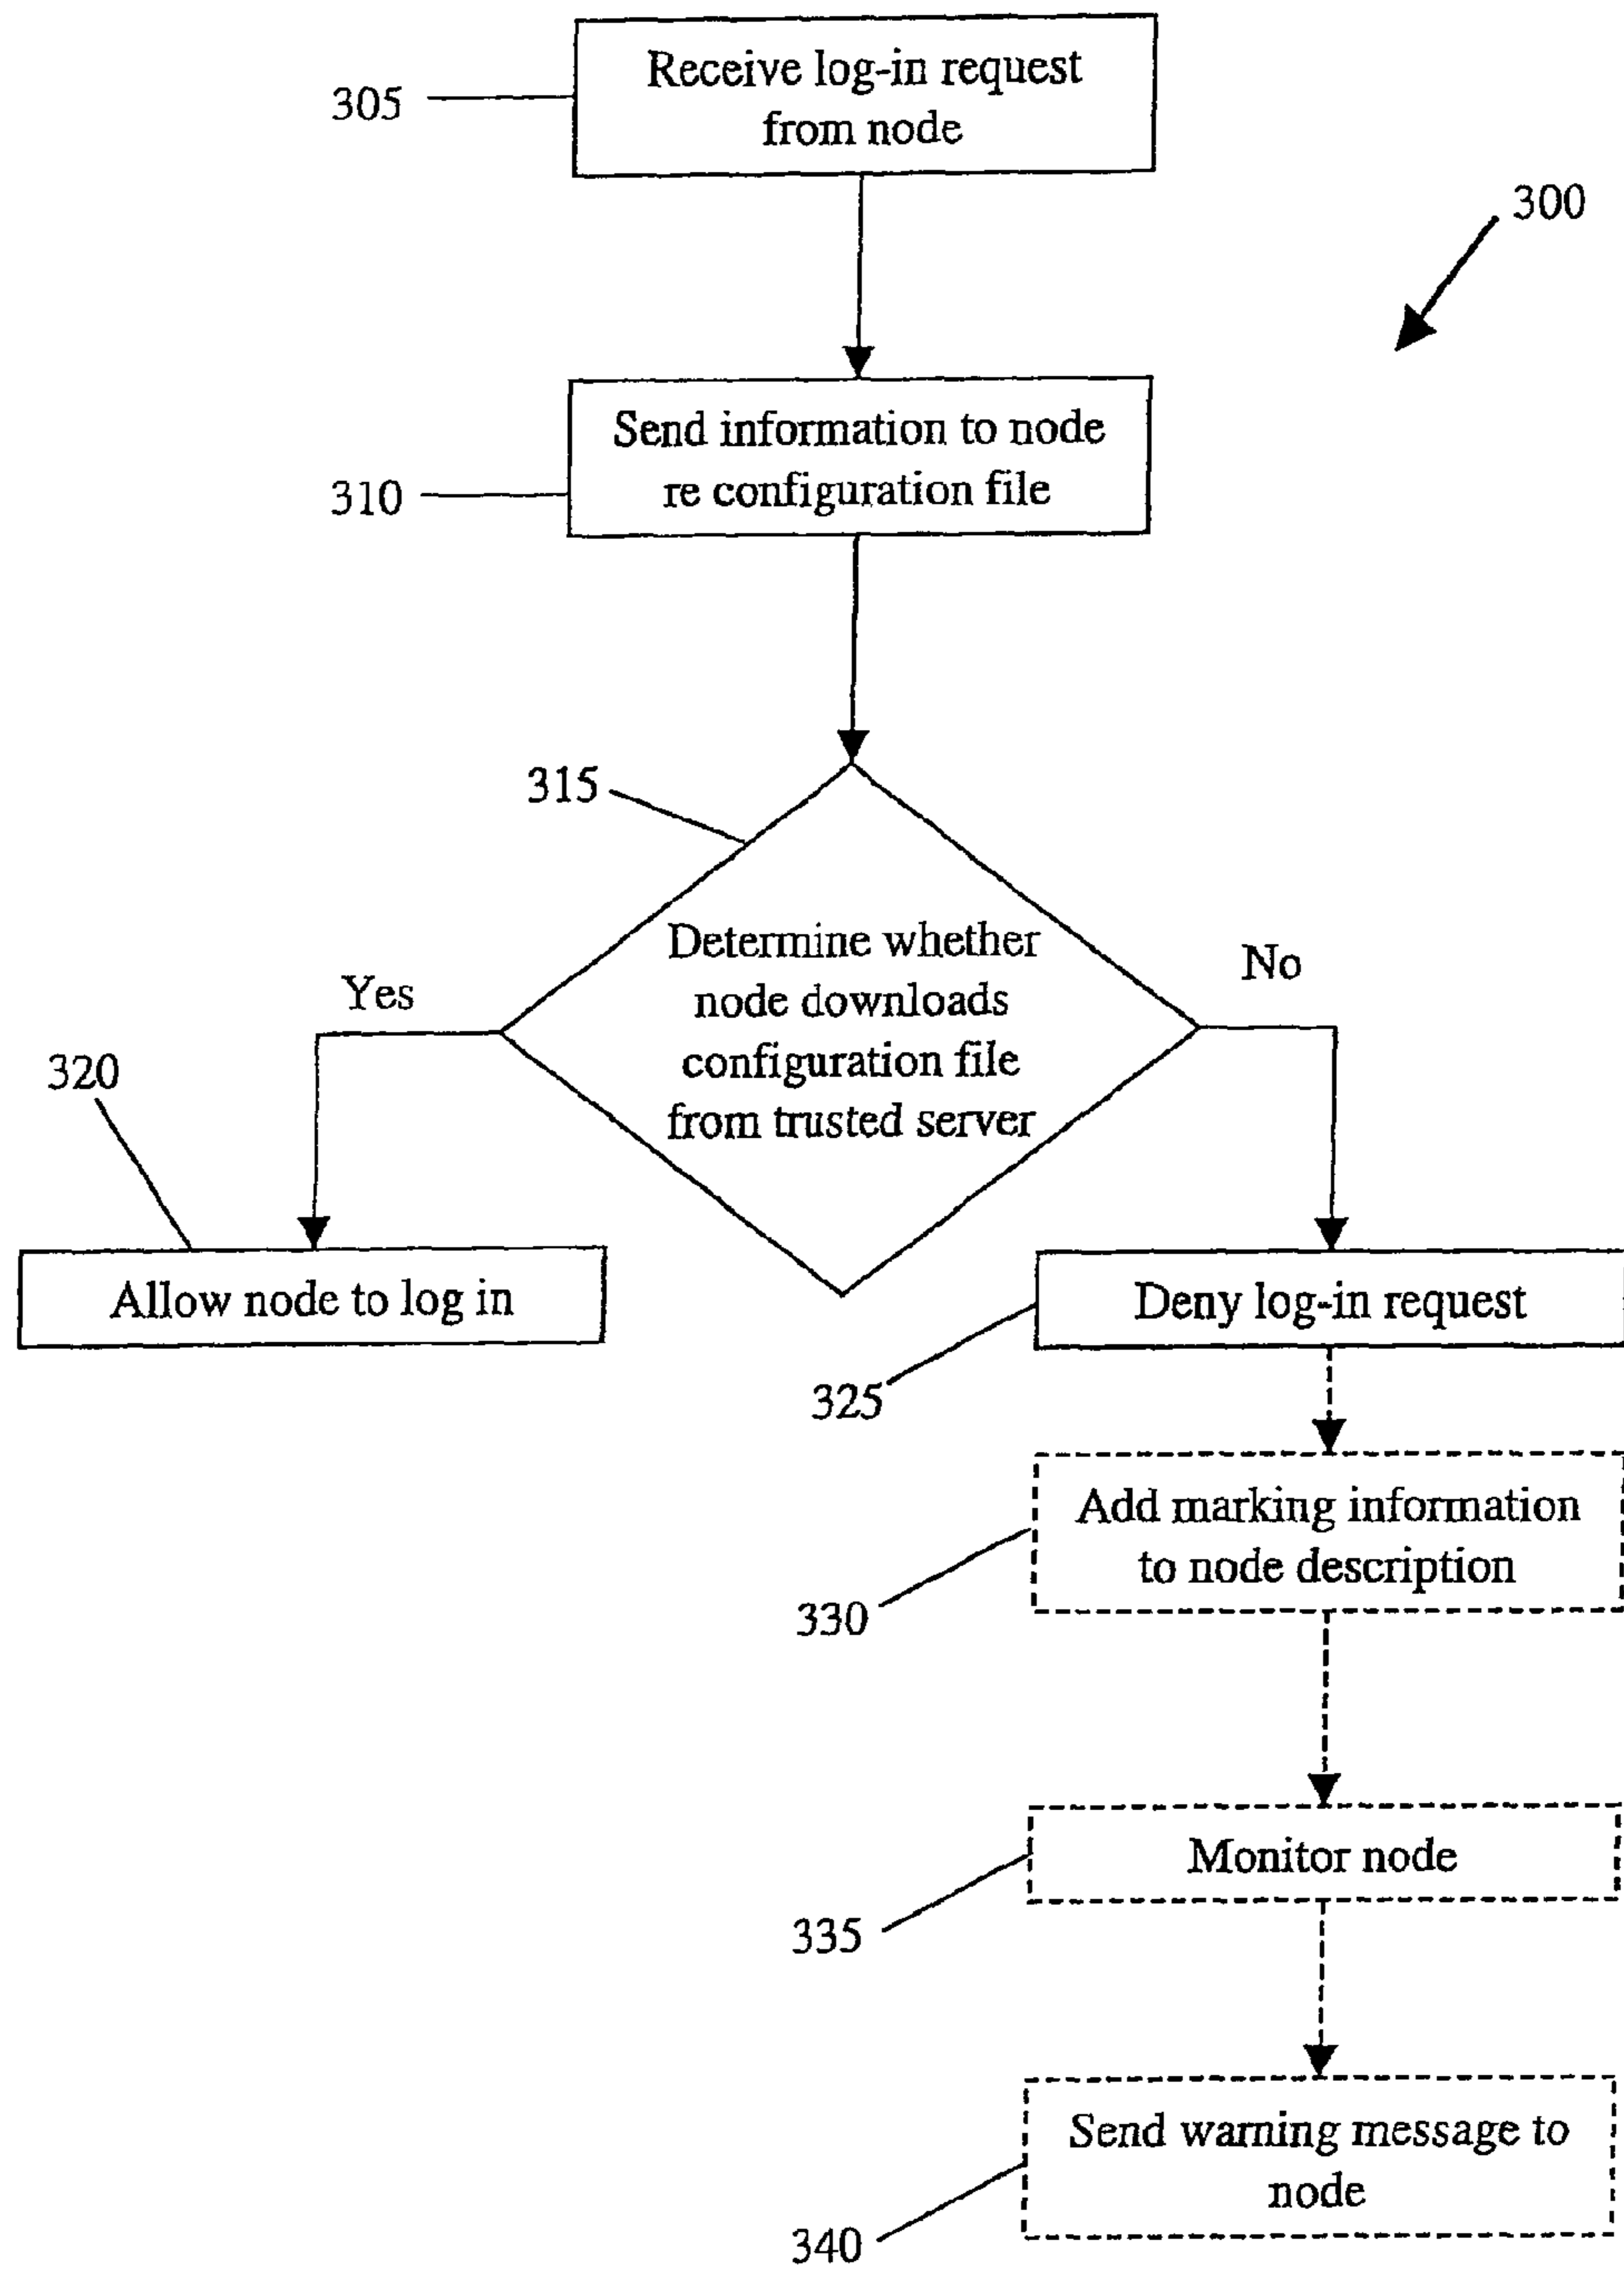 Receive log-in request
from node
305
300
Send information to node
re configuration file
310
315
Determine whether
node downloads
configuration file
from trusted server
Yes
No
320
Allow node to log in
Deny log-in request
325
Add marking information
to node description
330
Monitor node
335
Send warning message to
node
340